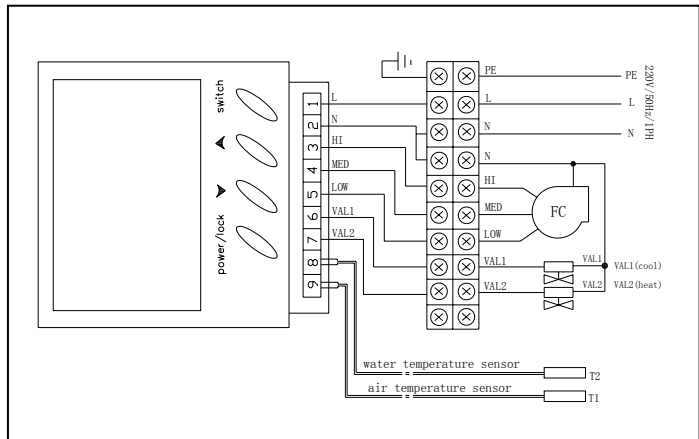 switch
power/lock
1
2
3
4
5
6
7
8
9
L
N
HI
MED
LOW
VAL1
VAL2
PE
L
N
N
HI
MED
LOW
VAL1
VAL2
FC
PE
L
N
220V/50Hz/1PH
VAL1
VAL1(cool)
VAL2
VAL2(heat)
water temperature sensor
T2
air temperature sensor
T1